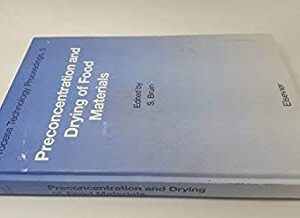 Process Technology Proceedings, 5
Preconcentration and
Drying of Food
Materials
Edited by
S. Bruin
Elsevier
Preconcentration and Drying
of Food Materials